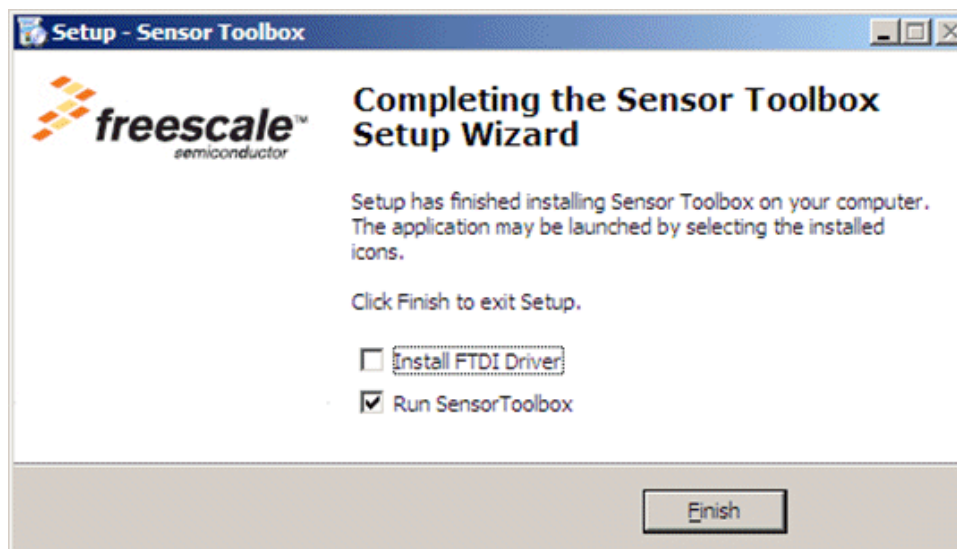 Setup - Sensor Toolbox
freescale™
semiconductor
Completing the Sensor Toolbox
Setup Wizard
Setup has finished installing Sensor Toolbox on your computer.
The application may be launched by selecting the installed
icons.
Click Finish to exit Setup.
Install FTDI Driver
Run SensorToolbox
Finish